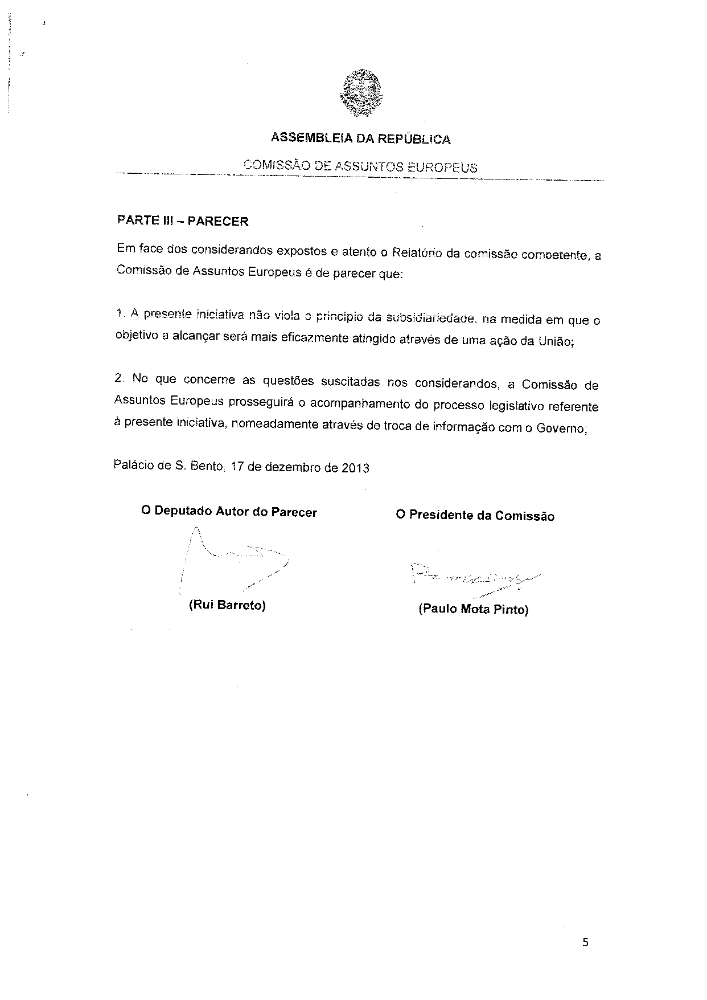 ASSEMBLEIA DA REPÚBLICA
COMISSÃO DE ASSUNTOS EUROPEUS
PARTE III – PARECER
Em face dos considerandos expostos e atento o Relatório da comissão competente, a
Comissão de Assuntos Europeus é de parecer que:
1. A presente iniciativa não viola o princípio da subsidiariedade, na medida em que o
objetivo a alcançar será mais eficazmente atingido através de uma ação da União;
2. No que concerne as questões suscitadas nos considerandos, a Comissão de
Assuntos Europeus prosseguirá o acompanhamento do processo legislativo referente
à presente iniciativa, nomeadamente através de troca de informação com o Governo;
Palácio de S. Bento, 17 de dezembro de 2013
O Deputado Autor do Parecer O Presidente da Comissão
(Rui Barreto) (Paulo Mota Pinto)
5